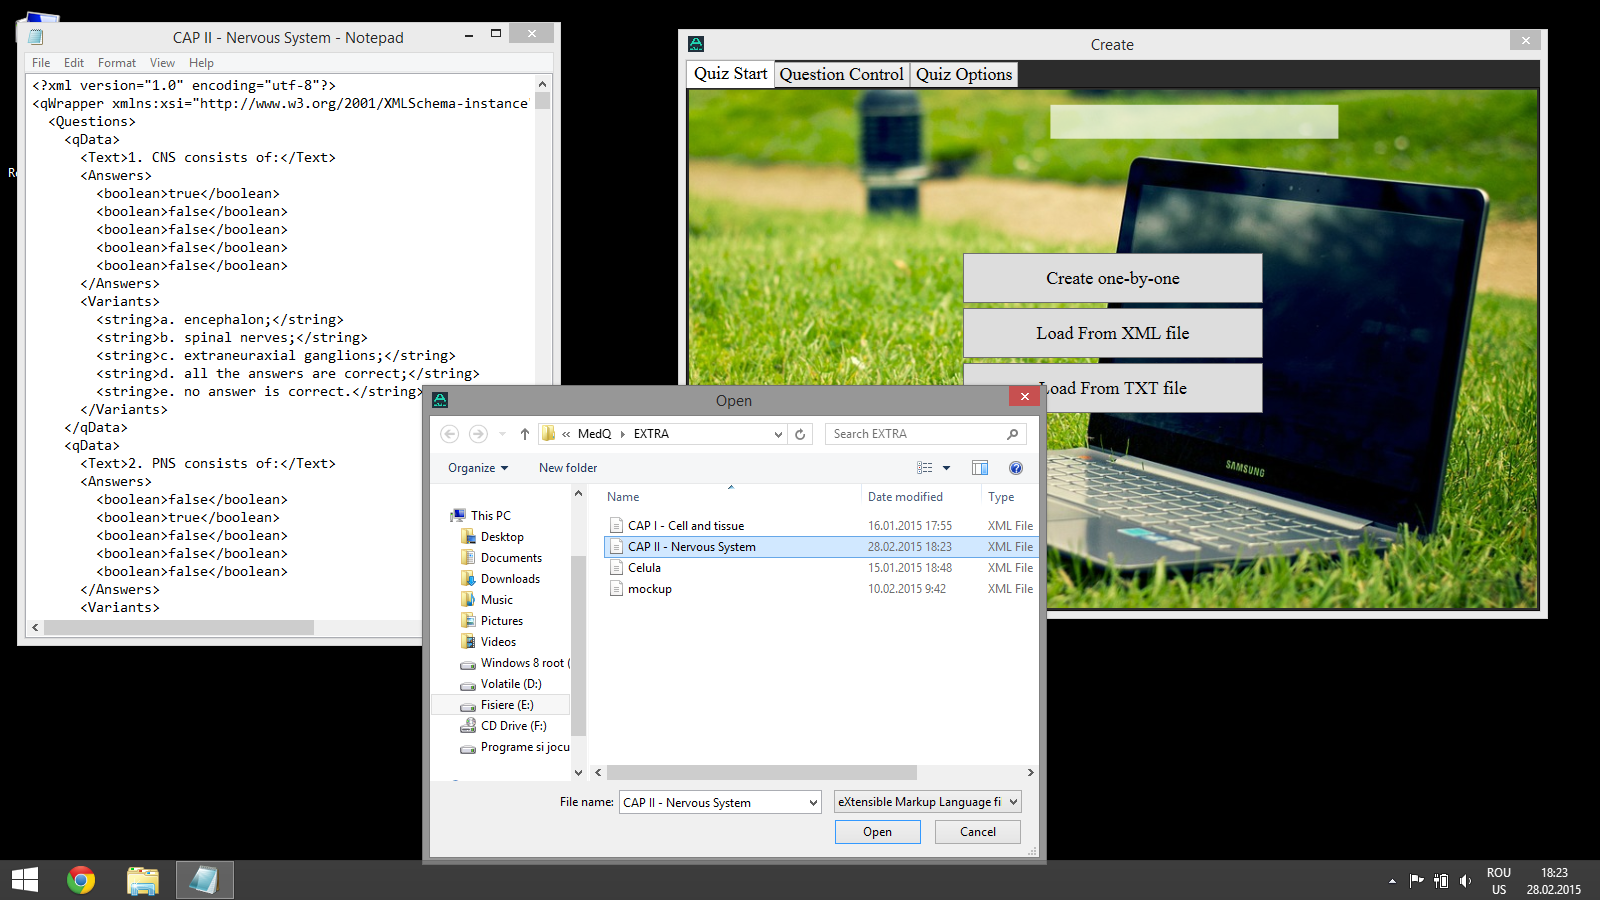 CAP II - Nervous System - Notepad
File Edit Format View Help
<?xml version="1.0" encoding="utf-8"?>
<qWrapper xmlns:xsi="http://www.w3.org/2001/XMLSchema-instance"
<Questions>
<qData>
<Text>1. CNS consists of:</Text>
<Answers>
<boolean>true</boolean>
<boolean>false</boolean>
<boolean>false</boolean>
<boolean>false</boolean>
<boolean>false</boolean>
</Answers>
<Variants>
<string>a. encephalon;</string>
<string>b. spinal nerves;</string>
<string>c. extraneuraxial ganglions;</string>
<string>d. all the answers are correct;</string>
<string>e. no answer is correct.</string>
</Variants>
</qData>
<qData>
<Text>2. PNS consists of:</Text>
<Answers>
<boolean>false</boolean>
<boolean>true</boolean>
<boolean>false</boolean>
<boolean>false</boolean>
<boolean>false</boolean>
</Answers>
<Variants>
Create
Quiz Start Question Control Quiz Options
Create one-by-one
Load From XML file
Load From TXT file
SAMSUNG
Open
« MedQ EXTRA
Search EXTRA
Organize New folder
Name Date modified Type
CAP I - Cell and tissue 16.01.2015 17:55 XML File
CAP II - Nervous System 28.02.2015 18:23 XML File
Celula 15.01.2015 18:48 XML File
mockup 10.02.2015 9:42 XML File
This PC
Desktop
Documents
Downloads
Music
Pictures
Videos
Windows 8 root (
Volatile (D:)
Fisiere (E:)
CD Drive (F:)
Programe si jocu
File name: CAP II - Nervous System eXtensible Markup Language fi
Open Cancel
ROU
US
18:23
28.02.2015